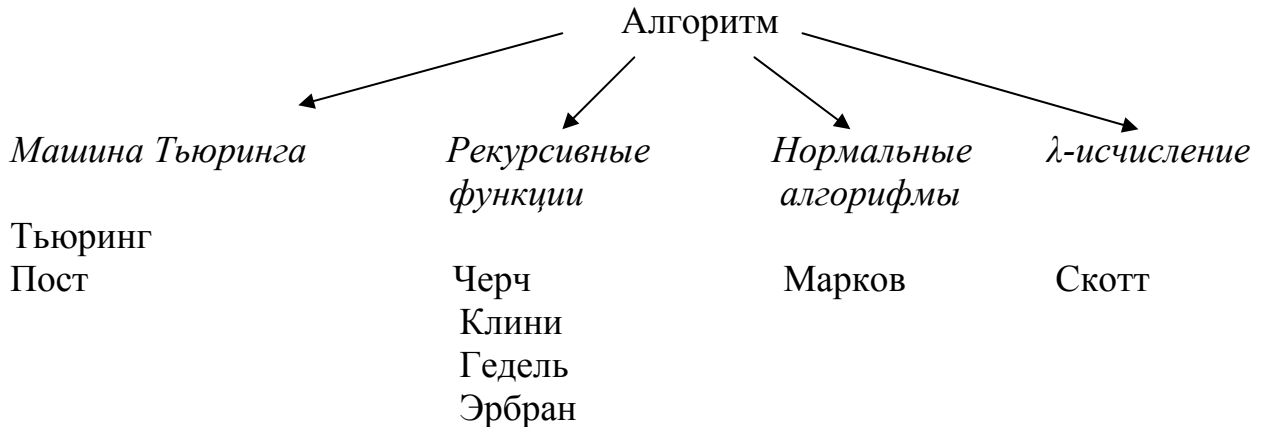 Алгоритм
Машина Тьюринга Рекурсивные Нормальные λ-исчисление
функции алгорифмы
Тьюринг
Пост Черч Марков Скотт
Клини
Гедель
Эрбран